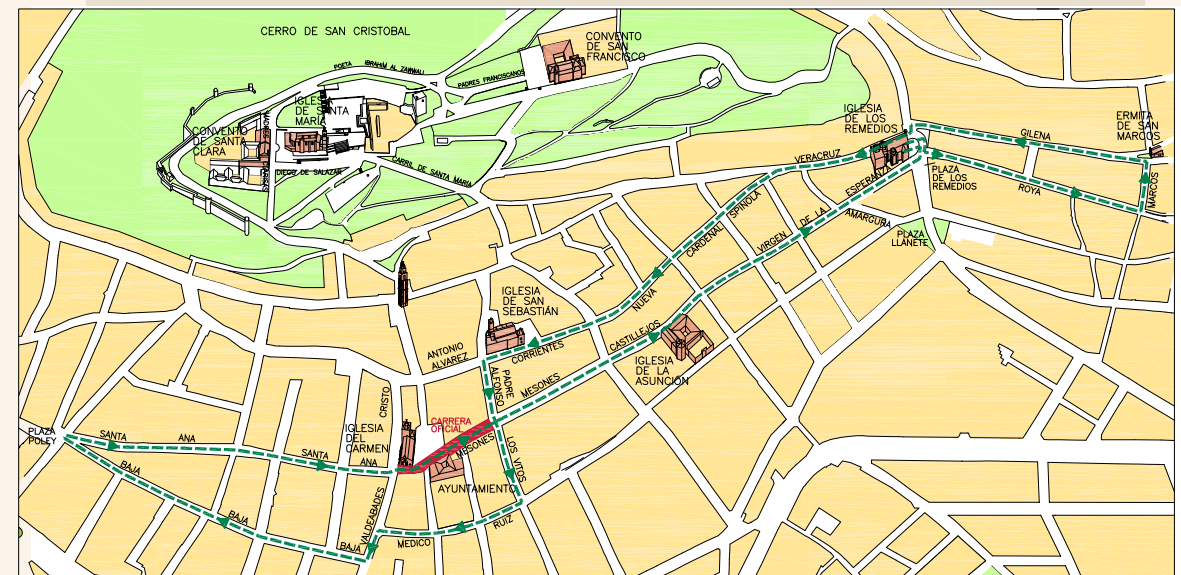 CERRO DE SAN CRISTOBAL
CONVENTO
DE SAN
FRANCISCO
POETA IBRAHIM AL ZAWWALI
PADRES FRANCISCANOS
IGLESIA
DE SANTA
MARÍA
CONVENTO
DE SANTA
CLARA
DIEGO DE SALAZAR
CARRIL DE SANTA MARIA
IGLESIA
DE LOS
REMEDIOS
ERMITA
DE SAN
MARCOS
GILENA
VERACRUZ
ESPERANZA
PLAZA
DE LOS
REMEDIOS
ROYA
MARCOS
CARDENAL SPINOLA
VIRGEN DE LA
AMARGURA
PLAZA
LLANETE
IGLESIA
DE SAN
SEBASTIÁN
NUEVA
CORRIENTES
CASTILLEJOS
ANTONIO
ALVAREZ
IGLESIA
DE LA
ASUNCIÓN
PADRE
ALFONSO
MESONES
CRISTO
CARRERA
OFICIAL
IGLESIA
DEL
CARMEN
PLAZA
POLEY
SANTA ANA
SANTA ANA
MESONES
LOS VITOS
AYUNTAMIENTO
BAJA
BAJA
BAJA
VALDEABADES
MEDICO RUIZ